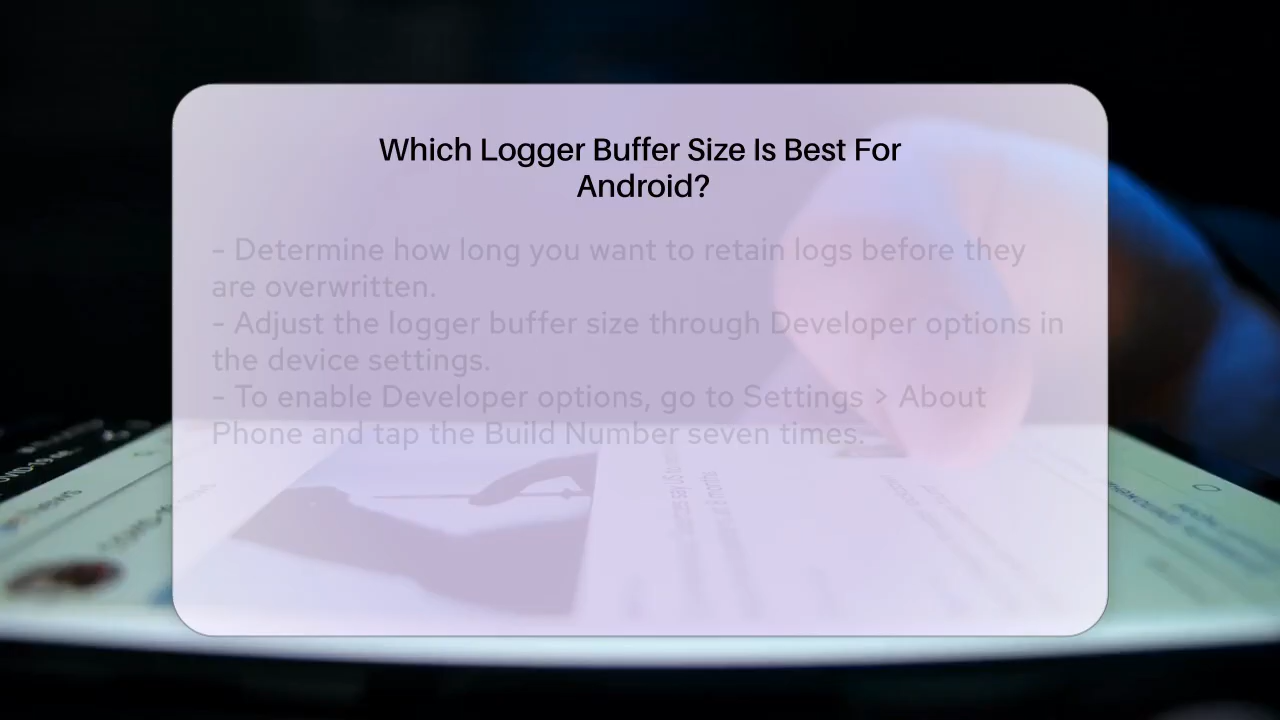 Which Logger Buffer Size Is Best For
Android?
- Determine how long you want to retain logs before they
are overwritten.
- Adjust the logger buffer size through Developer options in
the device settings.
- To enable Developer options, go to Settings > About
Phone and tap the Build Number seven times.